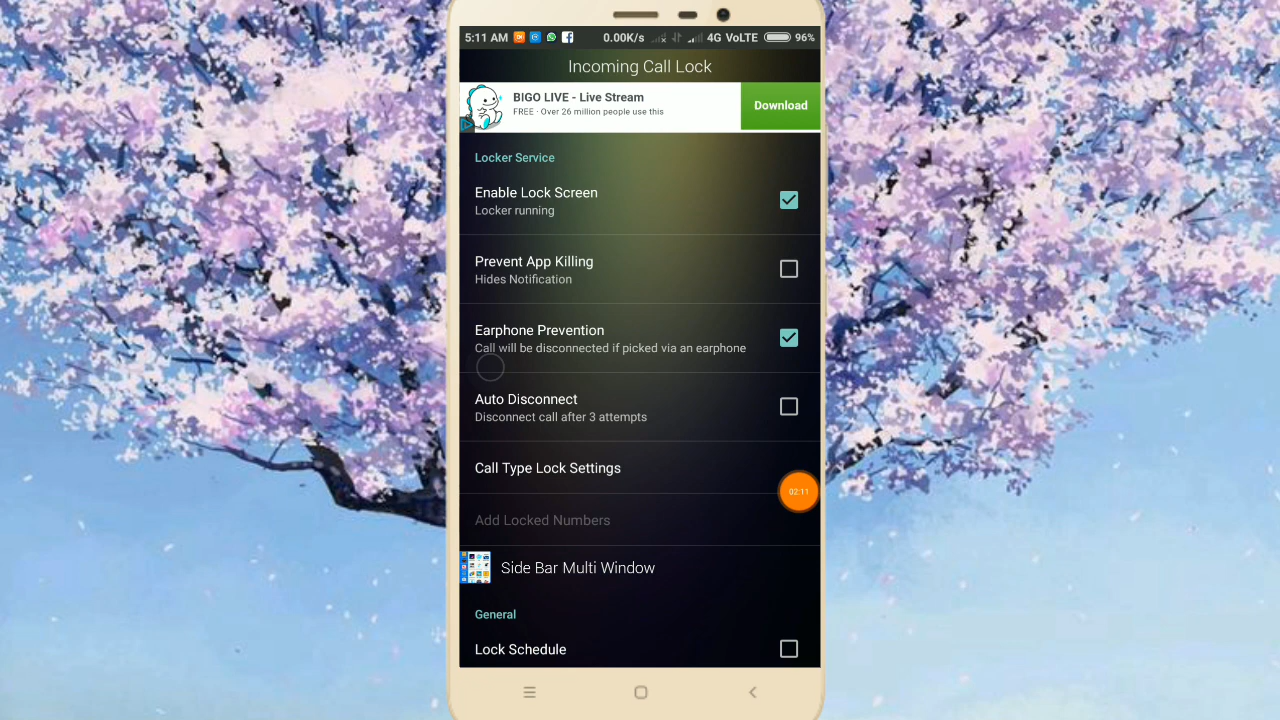 5:11 AM 0.00K/s 4G VoLTE 96%
Incoming Call Lock
BIGO LIVE - Live Stream
FREE · Over 26 million people use this
Download
Locker Service
Enable Lock Screen
Locker running
Prevent App Killing
Hides Notification
Earphone Prevention
Call will be disconnected if picked via an earphone
Auto Disconnect
Disconnect call after 3 attempts
Call Type Lock Settings
02:11
Add Locked Numbers
Side Bar Multi Window
General
Lock Schedule